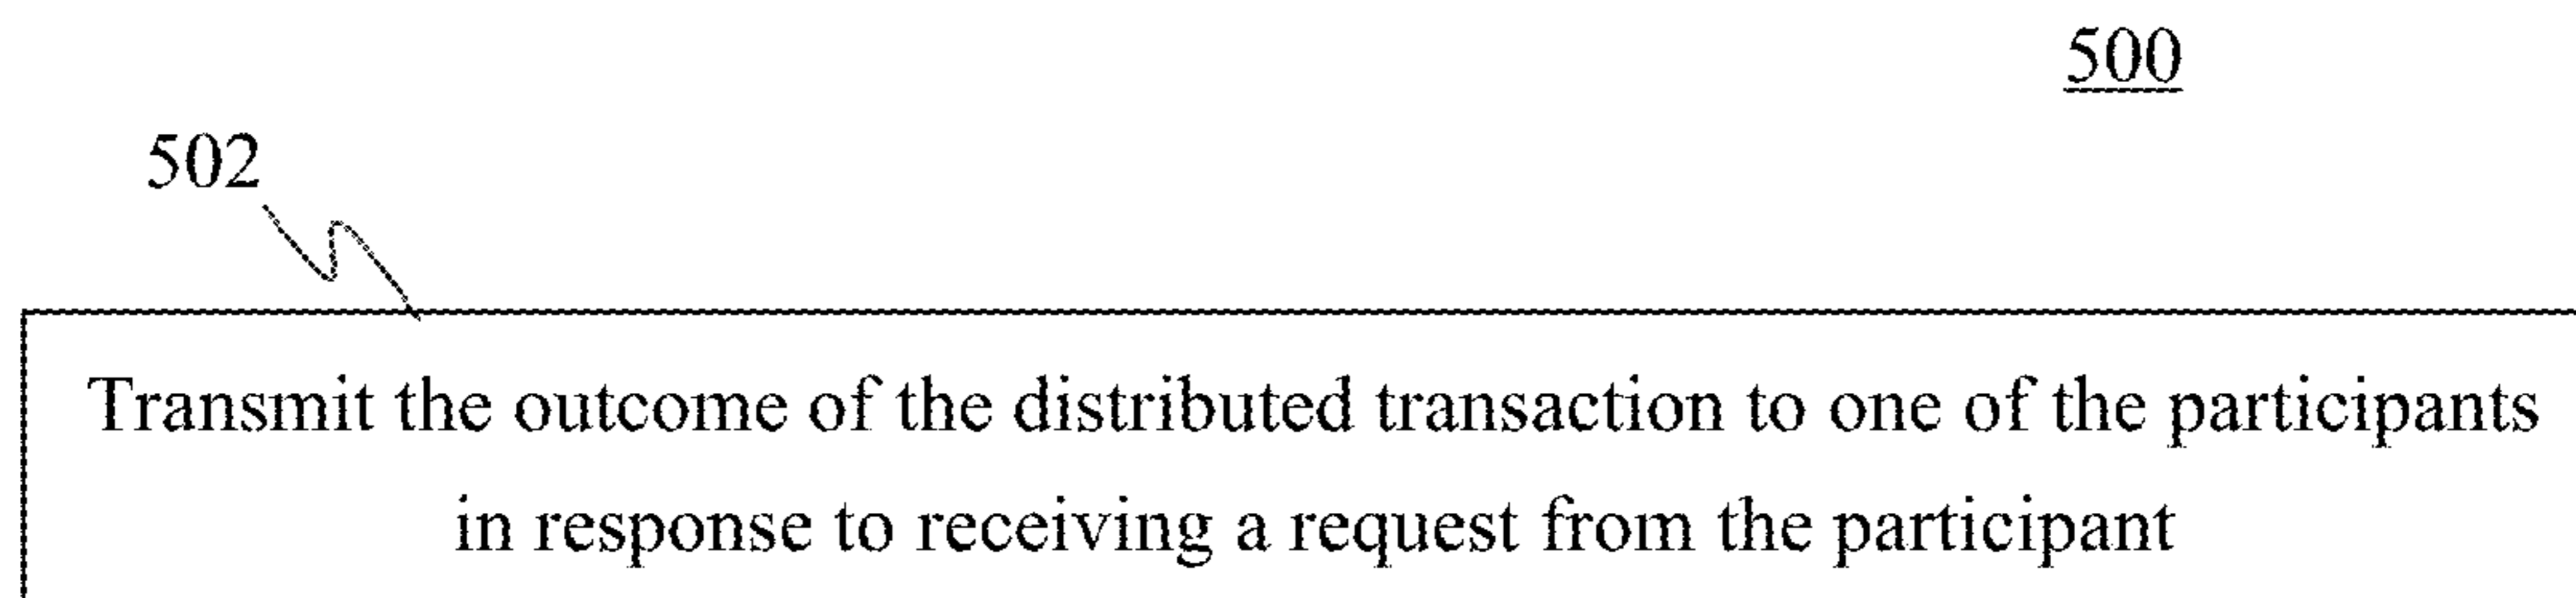 500
502
Transmit the outcome of the distributed transaction to one of the participants
in response to receiving a request from the participant